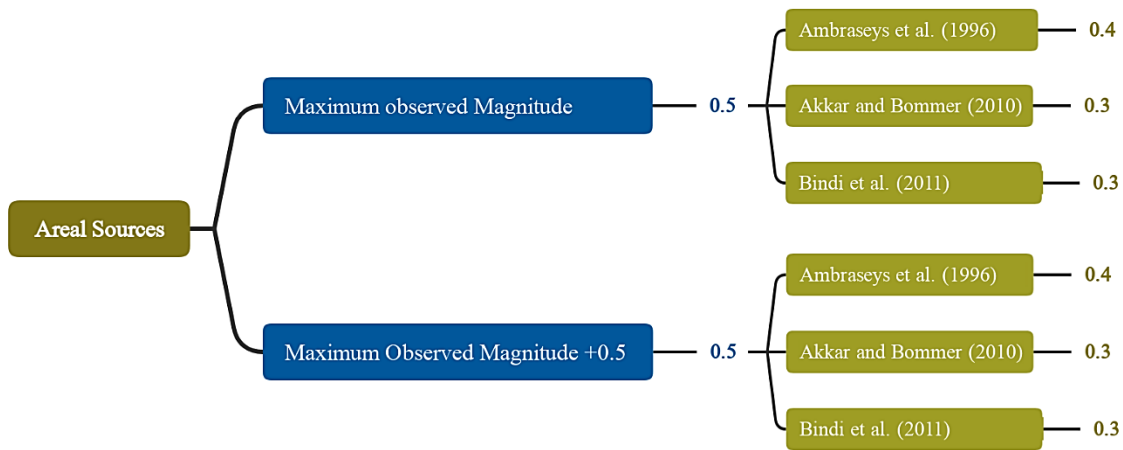 Areal Sources
Maximum observed Magnitude
0.5
Ambraseys et al. (1996)
0.4
Akkar and Bommer (2010)
0.3
Bindi et al. (2011)
0.3
Maximum Observed Magnitude +0.5
0.5
Ambraseys et al. (1996)
0.4
Akkar and Bommer (2010)
0.3
Bindi et al. (2011)
0.3